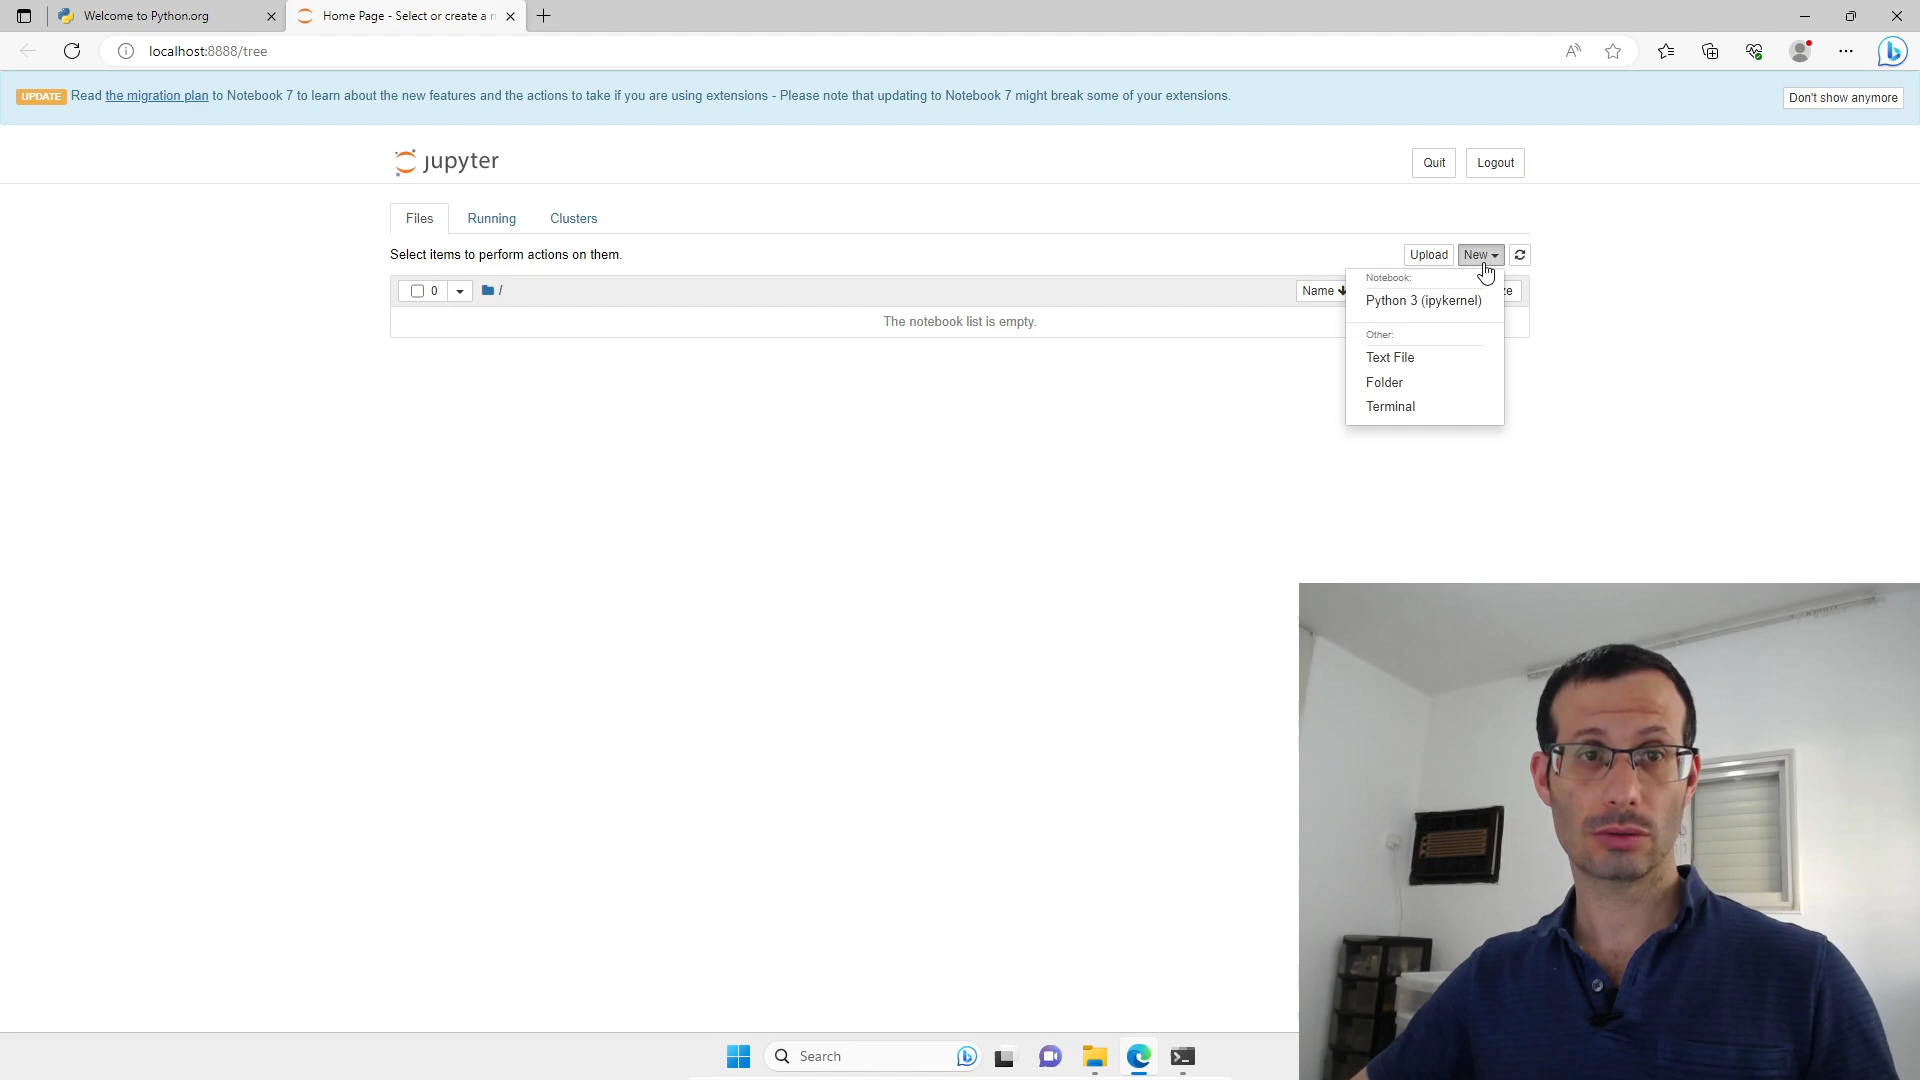 Welcome to Python.org
Home Page - Select or create a n
localhost:8888/tree
UPDATE Read the migration plan to Notebook 7 to learn about the new features and the actions to take if you are using extensions - Please note that updating to Notebook 7 might break some of your extensions.
Don't show anymore
jupyter
Quit
Logout
Files
Running
Clusters
Select items to perform actions on them.
Upload
New
0
/
Name
ze
Notebook:
Python 3 (ipykernel)
The notebook list is empty.
Other:
Text File
Folder
Terminal
Search